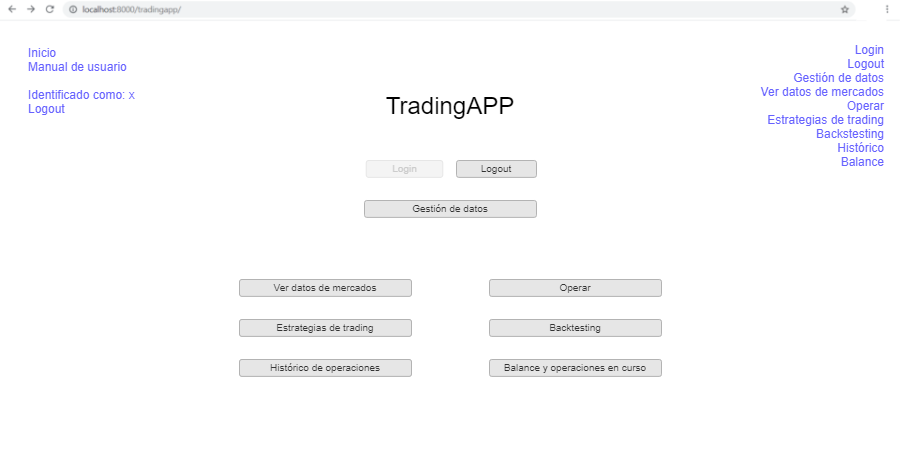 localhost:8000/tradingapp/
Inicio
Manual de usuario
Identificado como: X
Logout
Login
Logout
Gestión de datos
Ver datos de mercados
Operar
Estrategias de trading
Backstesting
Histórico
Balance
TradingAPP
Login
Logout
Gestión de datos
Ver datos de mercados
Operar
Estrategias de trading
Backtesting
Histórico de operaciones
Balance y operaciones en curso